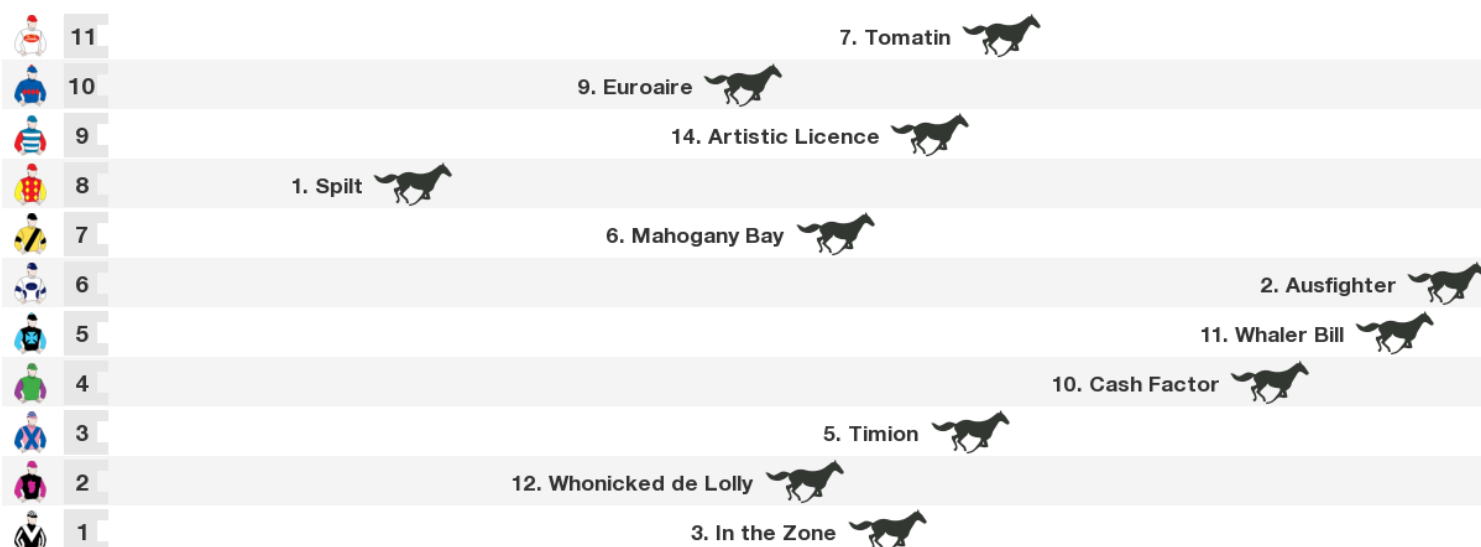 11 7. Tomatin
10 9. Euroaire
9 14. Artistic Licence
8 1. Spilt
7 6. Mahogany Bay
6 2. Ausfighter
5 11. Whaler Bill
4 10. Cash Factor
3 5. Timion
2 12. Whonicked de Lolly
1 3. In the Zone